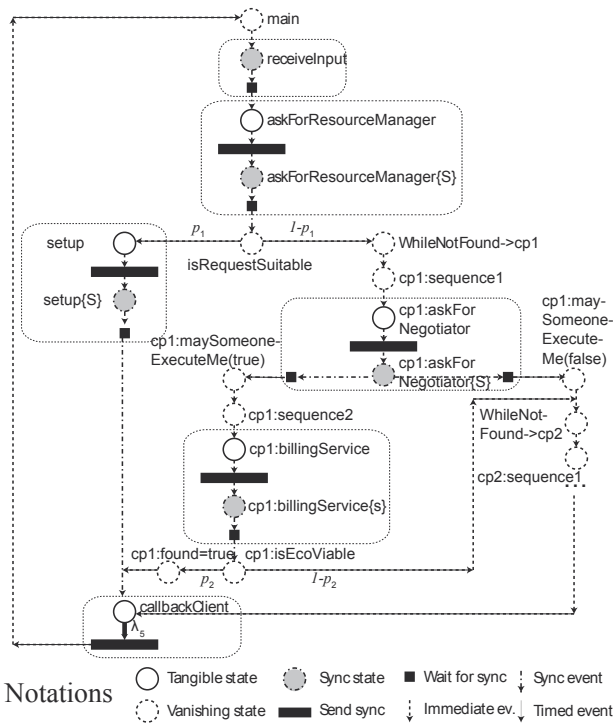 main
receiveInput
askForResourceManager
askForResourceManager{S}
p1
1-p1
setup
isRequestSuitable
WhileNotFound->cp1
cp1:sequence1
setup{S}
cp1:askFor
Negotiator
cp1:may-
Someone-
Execute-
Me(false)
cp1:maySomeone-
ExecuteMe(true)
cp1:askFor
Negotiator{S}
cp1:sequence2
WhileNot-
Found->cp2
cp1:billingService
cp2:sequence1
cp1:billingService{s}
cp1:found=true
cp1:isEcoViable
p2
1-p2
callbackClient
λ5
Notations
Tangible state
Sync state
Wait for sync
Sync event
Vanishing state
Send sync
Immediate ev.
Timed event